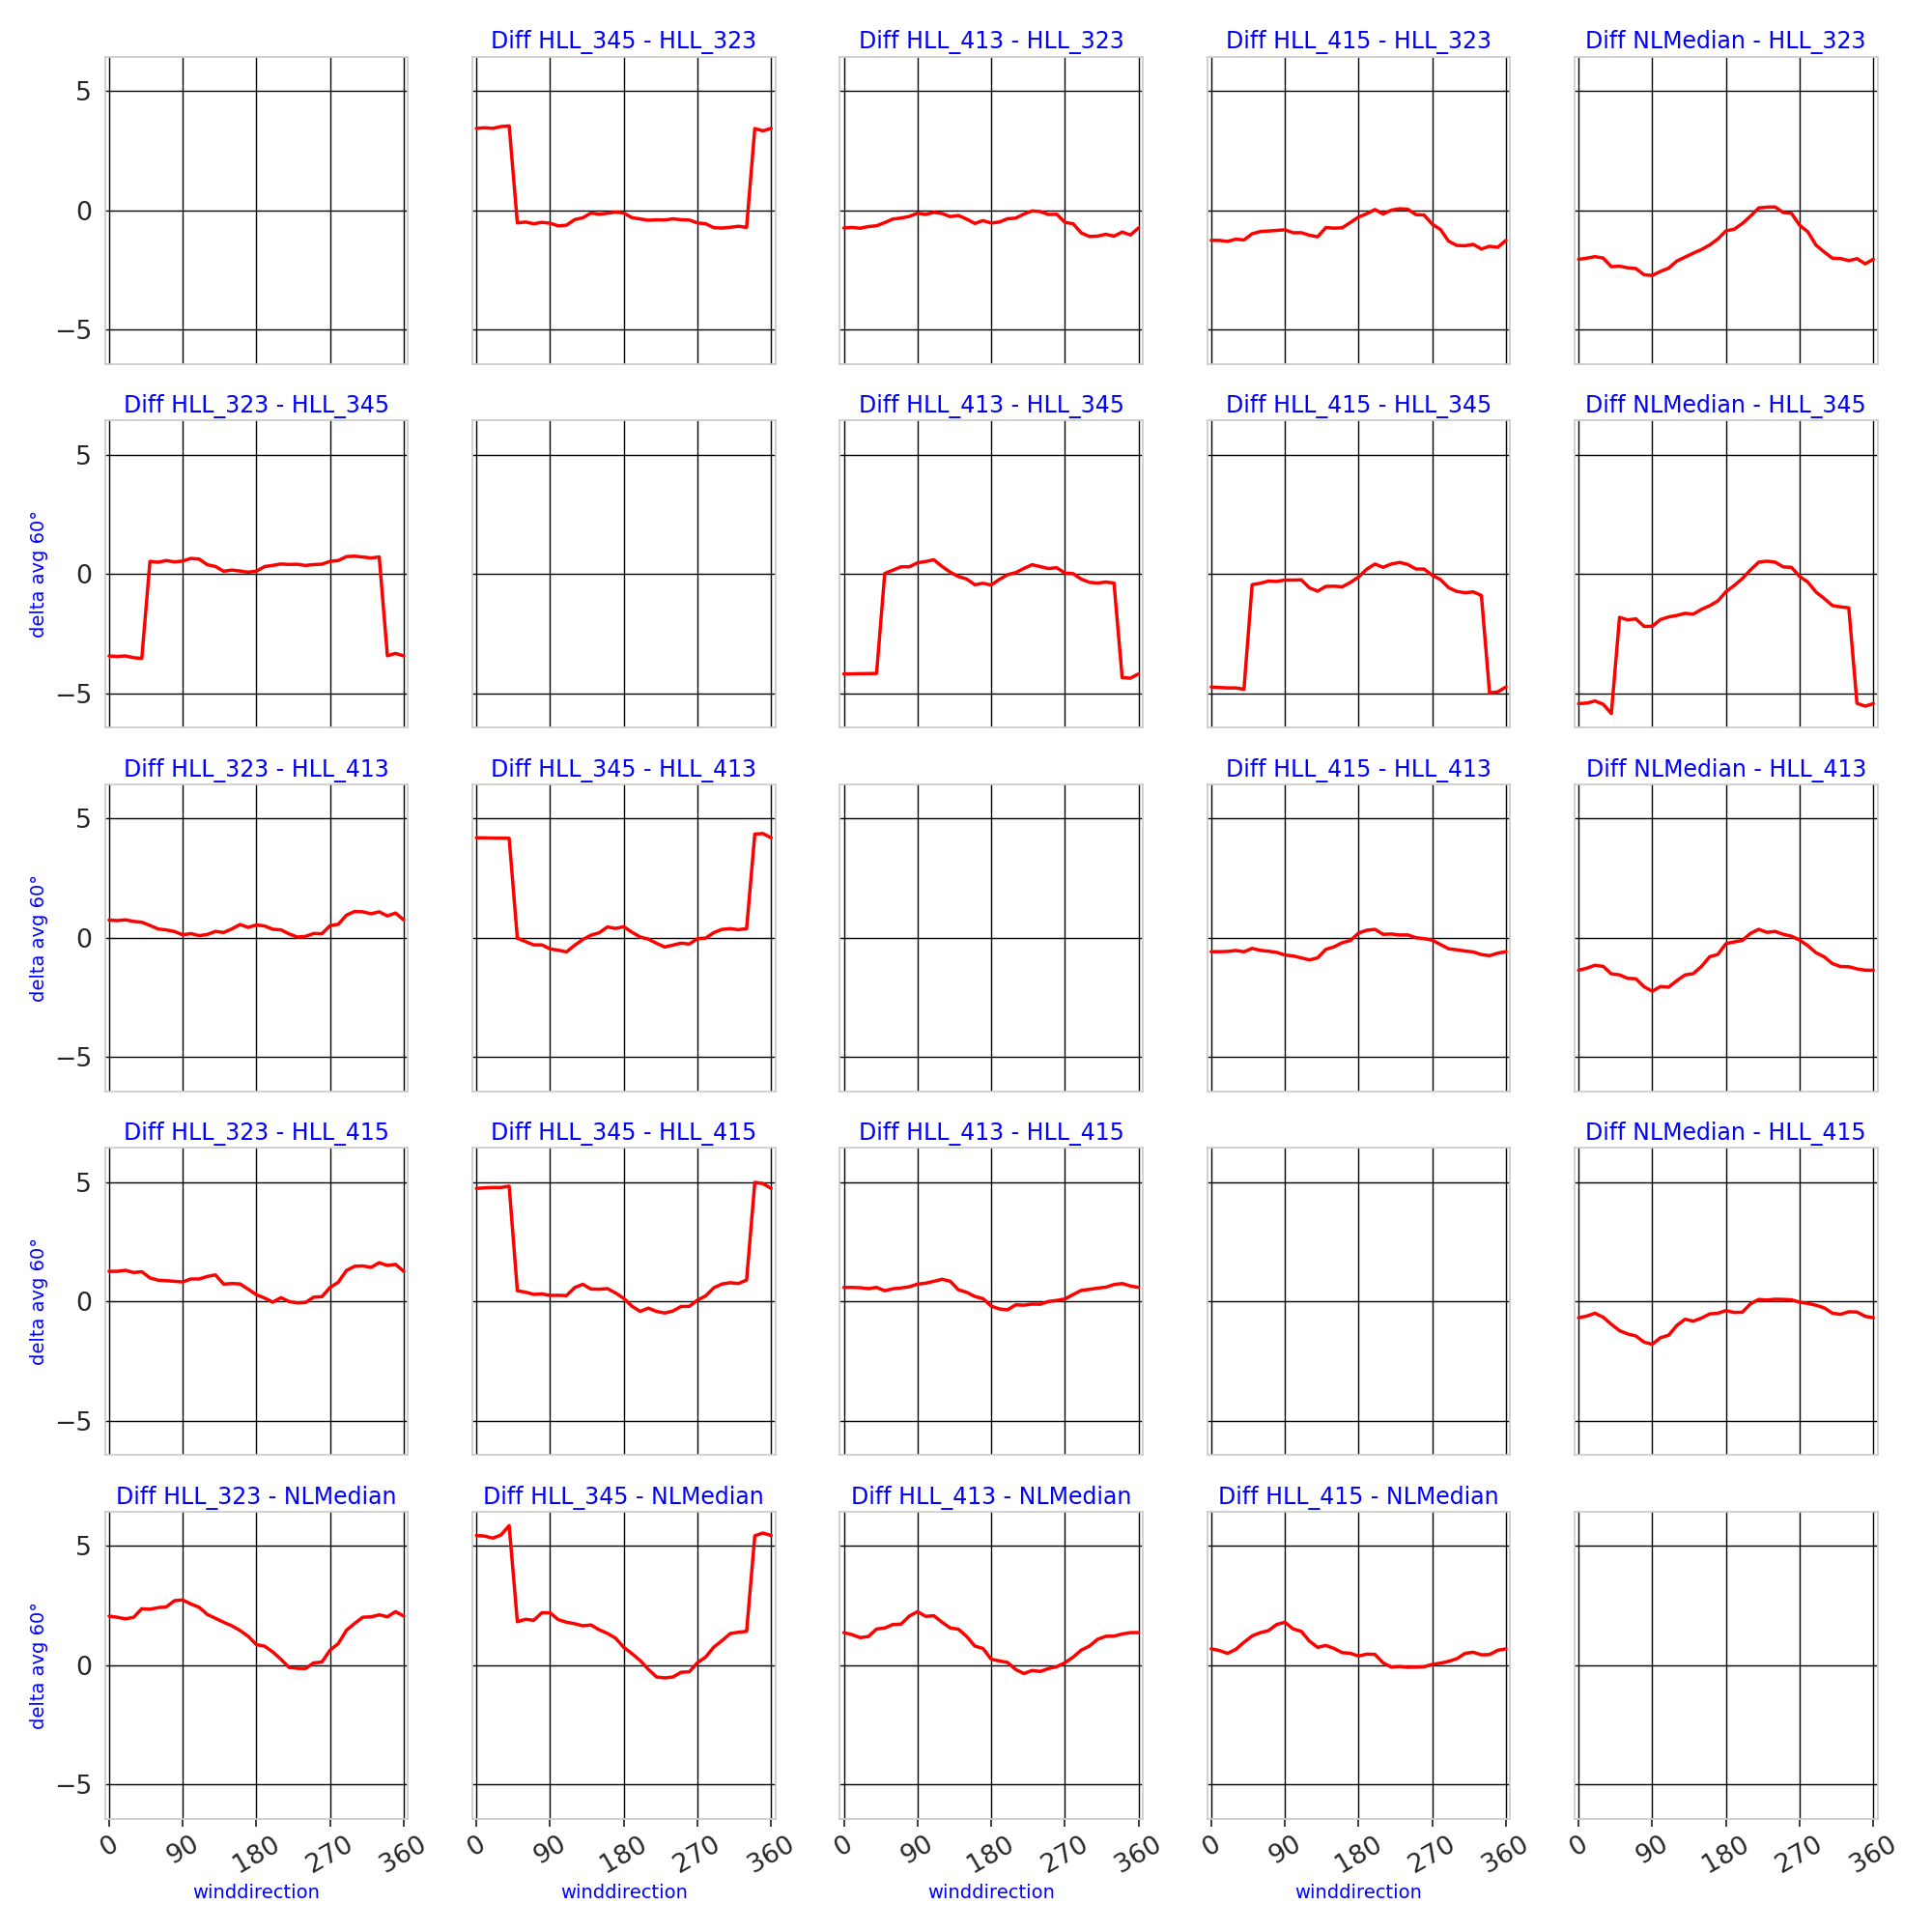 Diff HLL_345 - HLL_323
Diff HLL_413 - HLL_323
Diff HLL_415 - HLL_323
Diff NLMedian - HLL_323
5
0
−5
Diff HLL_323 - HLL_345
Diff HLL_413 - HLL_345
Diff HLL_415 - HLL_345
Diff NLMedian - HLL_345
delta avg 60°
5
0
−5
Diff HLL_323 - HLL_413
Diff HLL_345 - HLL_413
Diff HLL_415 - HLL_413
Diff NLMedian - HLL_413
delta avg 60°
5
0
−5
Diff HLL_323 - HLL_415
Diff HLL_345 - HLL_415
Diff HLL_413 - HLL_415
Diff NLMedian - HLL_415
delta avg 60°
5
0
−5
Diff HLL_323 - NLMedian
Diff HLL_345 - NLMedian
Diff HLL_413 - NLMedian
Diff HLL_415 - NLMedian
delta avg 60°
5
0
−5
0 90 180 270 360
0 90 180 270 360
0 90 180 270 360
0 90 180 270 360
0 90 180 270 360
winddirection
winddirection
winddirection
winddirection